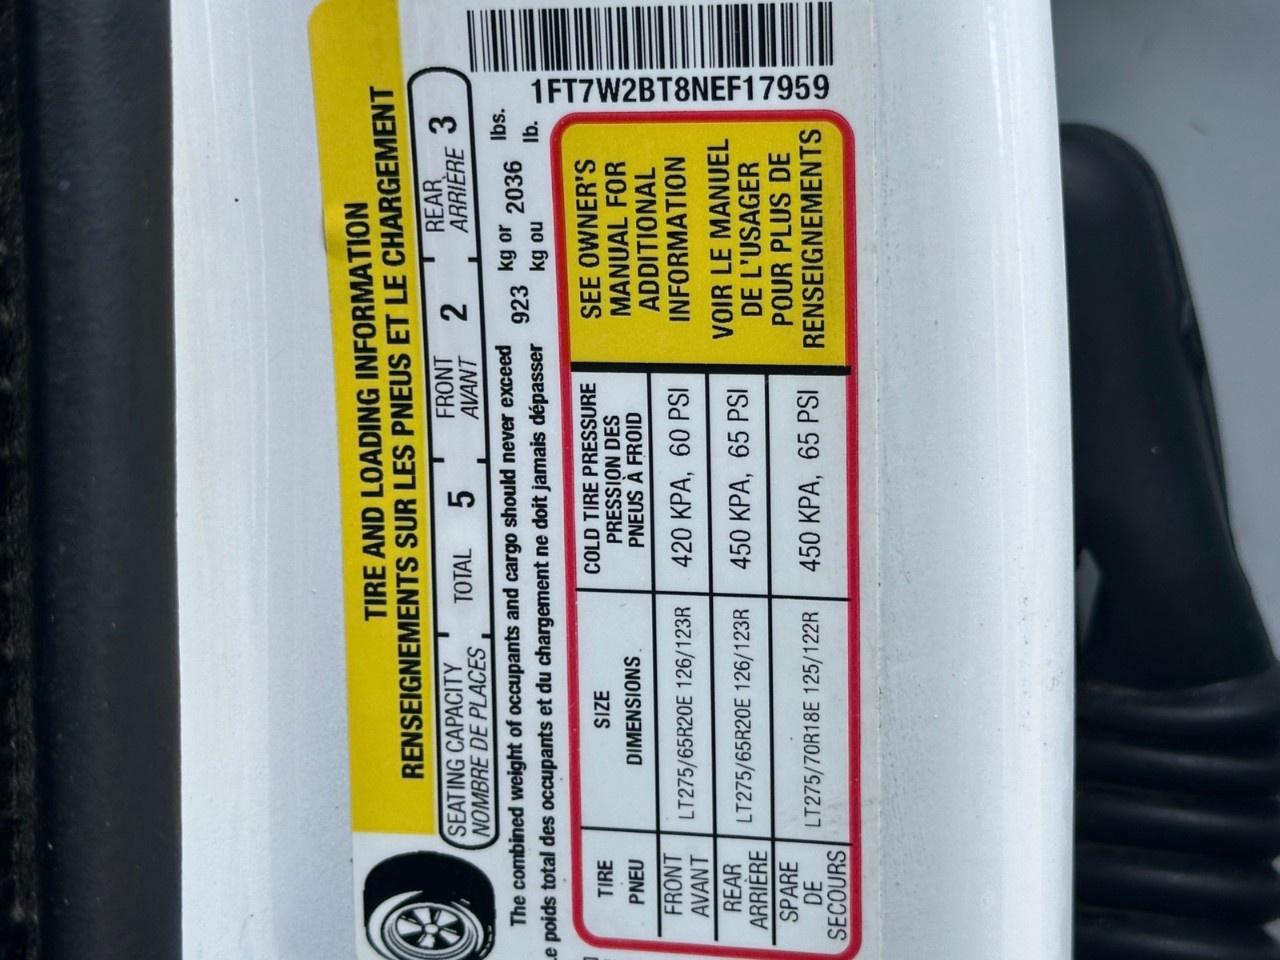 TIRE AND LOADING INFORMATION
RENSEIGNEMENTS SUR LES PNEUS ET LE CHARGEMENT
SEATING CAPACITY TOTAL 5 FRONT 2 REAR 3
NOMBRE DE PLACES AVANT ARRIÈRE
The combined weight of occupants and cargo should never exceed 923 kg or 2036 lbs.
poids total des occupants et du chargement ne doit jamais dépasser kg ou lb.
1FT7W2BT8NEF17959
TIRE SIZE COLD TIRE PRESSURE
PNEU DIMENSIONS PRESSION DES
PNEUS À FROID
FRONT LT275/65R20E 126/123R 420 KPA, 60 PSI
AVANT
REAR LT275/65R20E 126/123R 450 KPA, 65 PSI
ARRIÈRE
SPARE LT275/70R18E 125/122R 450 KPA, 65 PSI
DE
SECOURS
SEE OWNER'S
MANUAL FOR
ADDITIONAL
INFORMATION
VOIR LE MANUEL
DE L'USAGER
POUR PLUS DE
RENSEIGNEMENTS